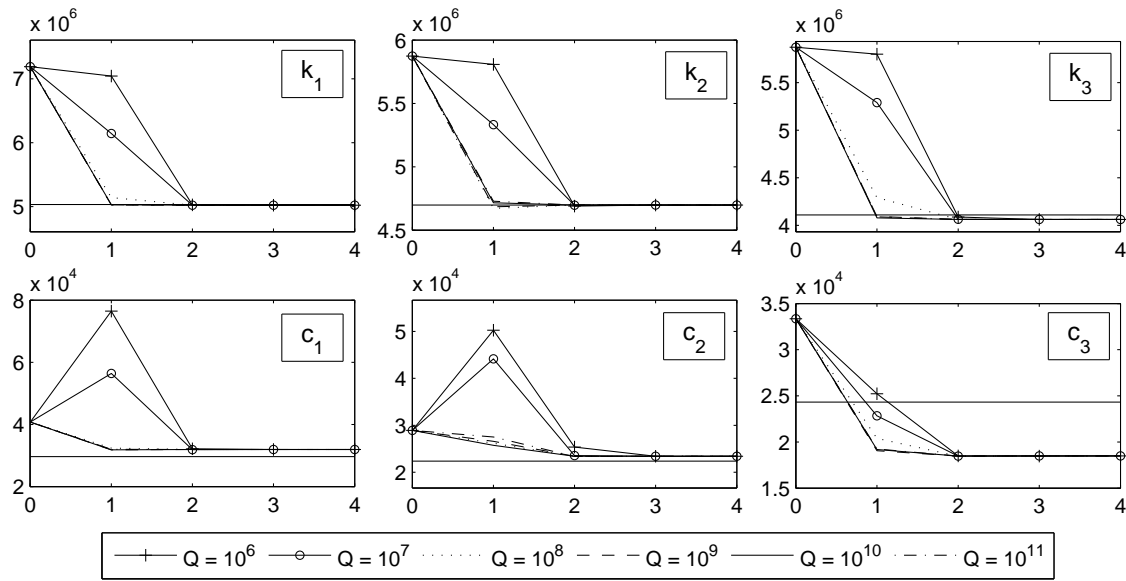 x 10^6 x 10^6 x 10^6
7 6 5
k_1
0 1 2 3 4
6 5.5 5 4.5
k_2
0 1 2 3 4
5.5 5 4.5 4
k_3
0 1 2 3 4
x 10^4 x 10^4 x 10^4
8 6 4 2
c_1
0 1 2 3 4
5 4 3 2
c_2
0 1 2 3 4
3.5 3 2.5 2 1.5
c_3
0 1 2 3 4
Q = 10^6 Q = 10^7 Q = 10^8 Q = 10^9 Q = 10^10 Q = 10^11